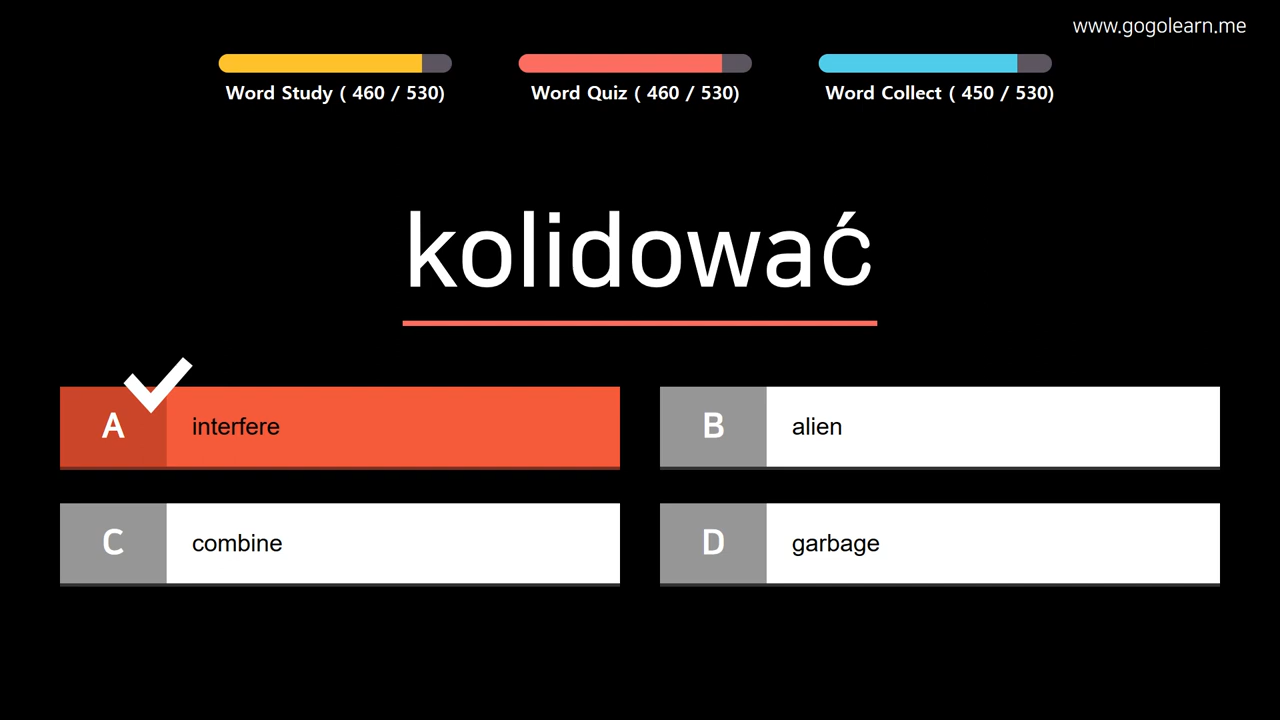 www.gogolearn.me
Word Study ( 460 / 530)
Word Quiz ( 460 / 530)
Word Collect ( 450 / 530)
kolidować
A interfere
B alien
C combine
D garbage